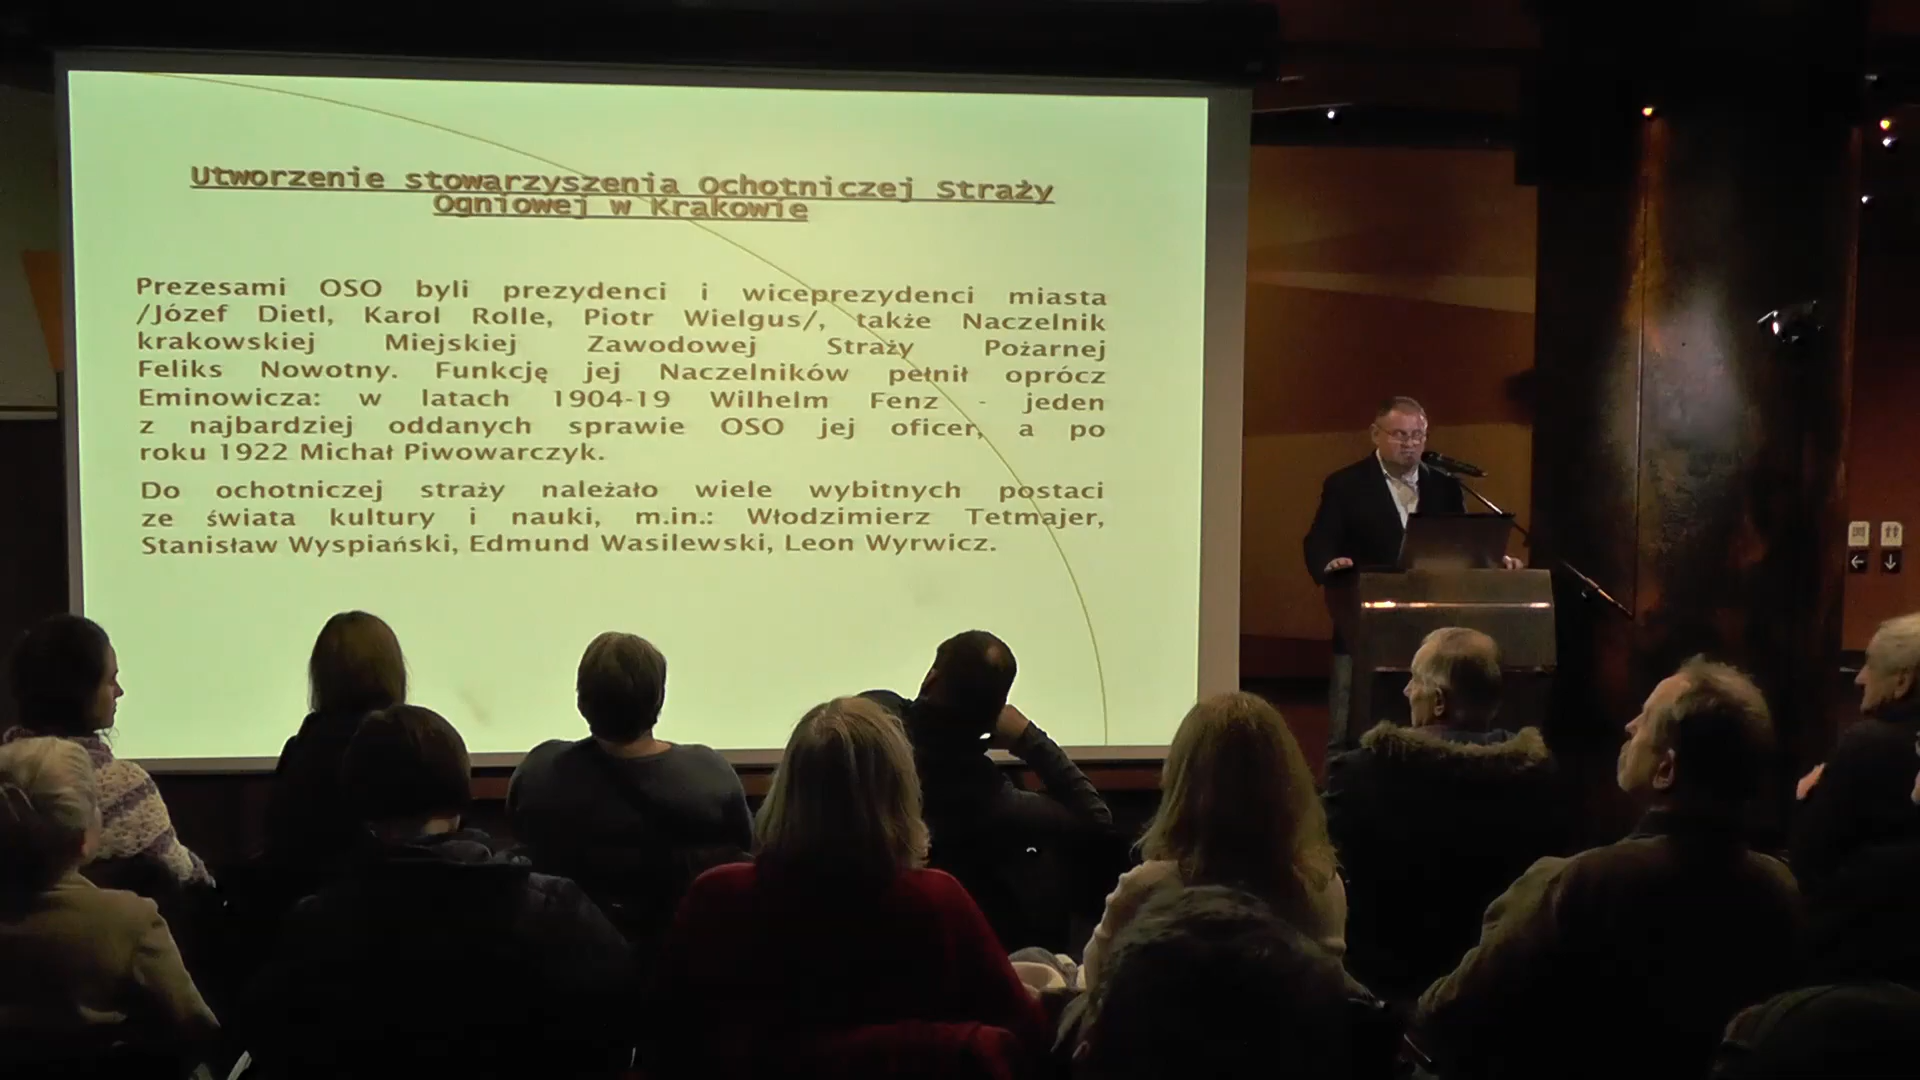 Utworzenie stowarzyszenia Ochotniczej Straży
Ogniowej w Krakowie
Prezesami OSO byli prezydenci i wiceprezydenci miasta
/Józef Dietl, Karol Rolle, Piotr Wielgus/, także Naczelnik
krakowskiej Miejskiej Zawodowej Straży Pożarnej
Feliks Nowotny. Funkcję jej Naczelników pełnił oprócz
Eminowicza: w latach 1904-19 Wilhelm Fenz - jeden
z najbardziej oddanych sprawie OSO jej oficer, a po
roku 1922 Michał Piwowarczyk.
Do ochotniczej straży należało wiele wybitnych postaci
ze świata kultury i nauki, m.in.: Włodzimierz Tetmajer,
Stanisław Wyspiański, Edmund Wasilewski, Leon Wyrwicz.